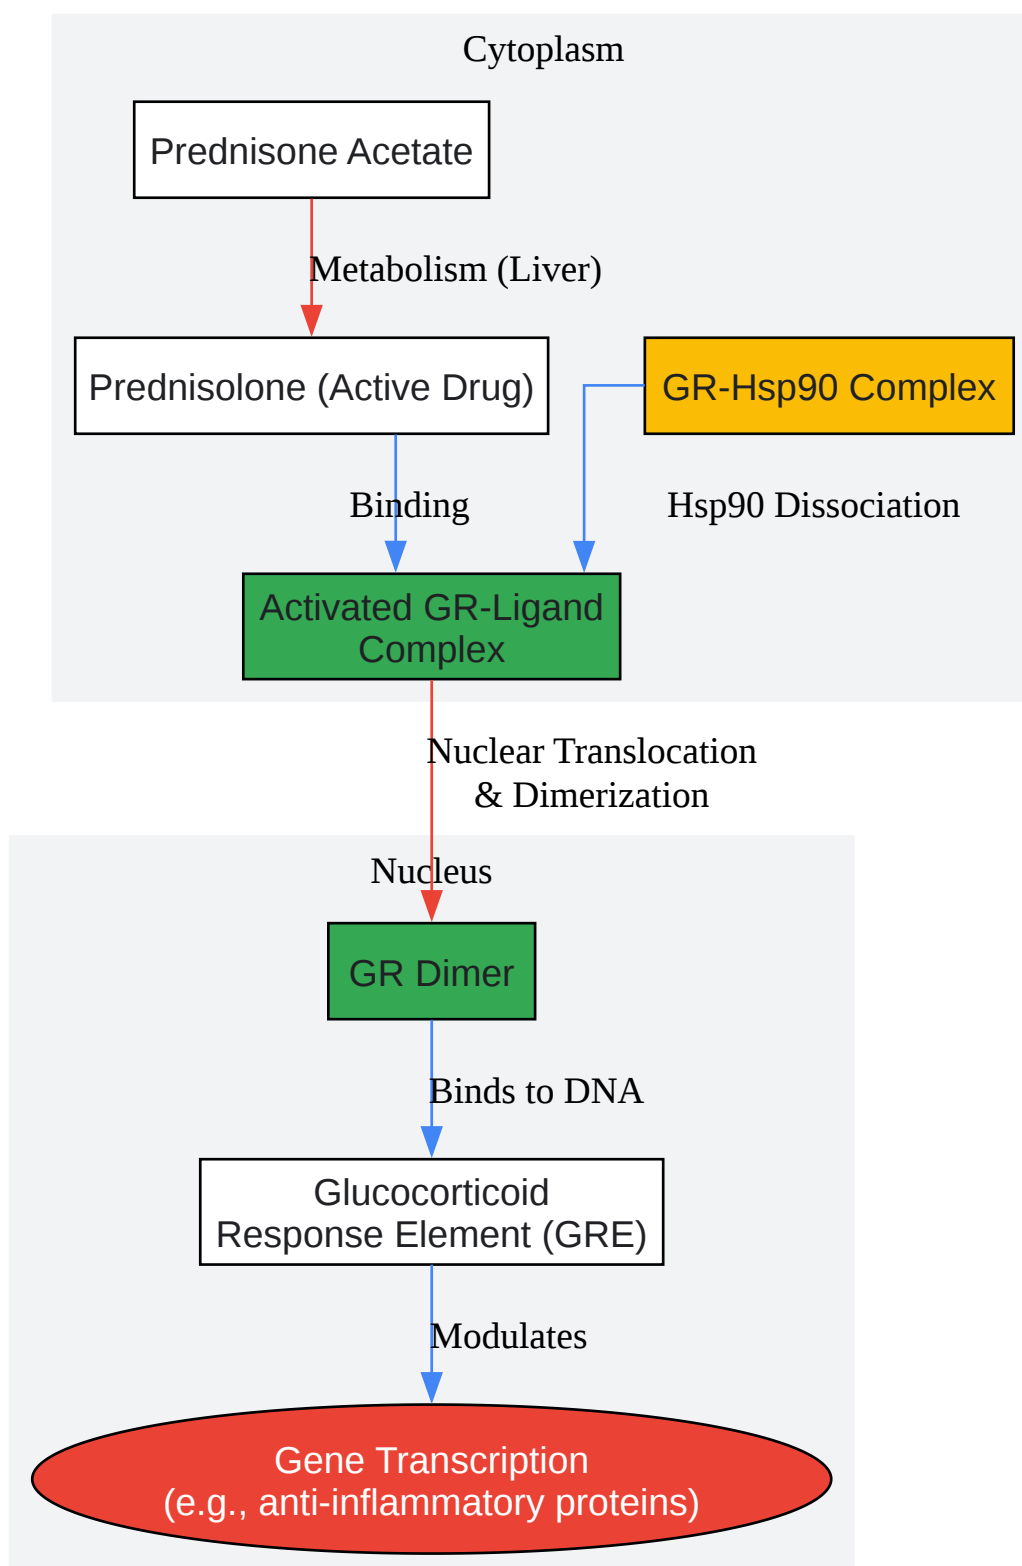 Cytoplasm
Prednisone Acetate
Metabolism (Liver)
Prednisolone (Active Drug)
GR-Hsp90 Complex
Binding
Hsp90 Dissociation
Activated GR-Ligand
Complex
Nuclear Translocation
& Dimerization
Nucleus
GR Dimer
Binds to DNA
Glucocorticoid
Response Element (GRE)
Modulates
Gene Transcription
(e.g., anti-inflammatory proteins)